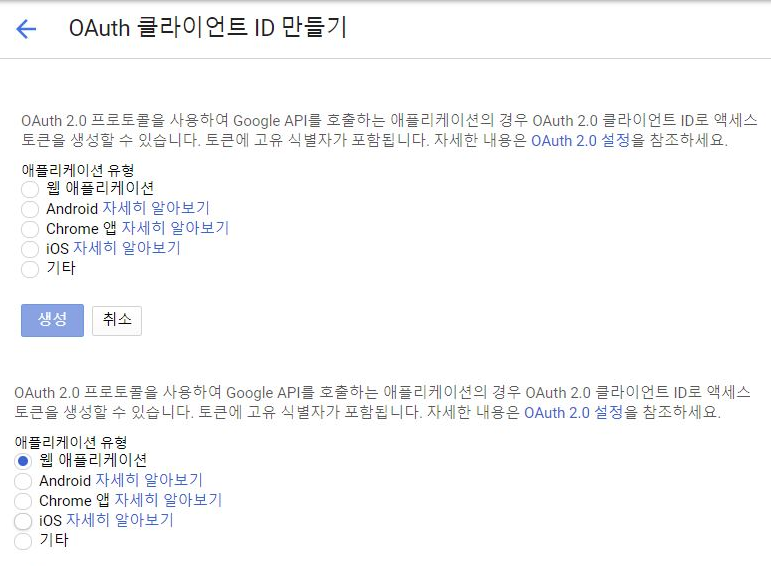 OAuth 클라이언트 ID 만들기
OAuth 2.0 프로토콜을 사용하여 Google API를 호출하는 애플리케이션의 경우 OAuth 2.0 클라이언트 ID로 액세스
토큰을 생성할 수 있습니다. 토큰에 고유 식별자가 포함됩니다. 자세한 내용은 OAuth 2.0 설정을 참조하세요.
애플리케이션 유형
웹 애플리케이션
Android 자세히 알아보기
Chrome 앱 자세히 알아보기
iOS 자세히 알아보기
기타
생성 취소
OAuth 2.0 프로토콜을 사용하여 Google API를 호출하는 애플리케이션의 경우 OAuth 2.0 클라이언트 ID로 액세스
토큰을 생성할 수 있습니다. 토큰에 고유 식별자가 포함됩니다. 자세한 내용은 OAuth 2.0 설정을 참조하세요.
애플리케이션 유형
웹 애플리케이션
Android 자세히 알아보기
Chrome 앱 자세히 알아보기
iOS 자세히 알아보기
기타